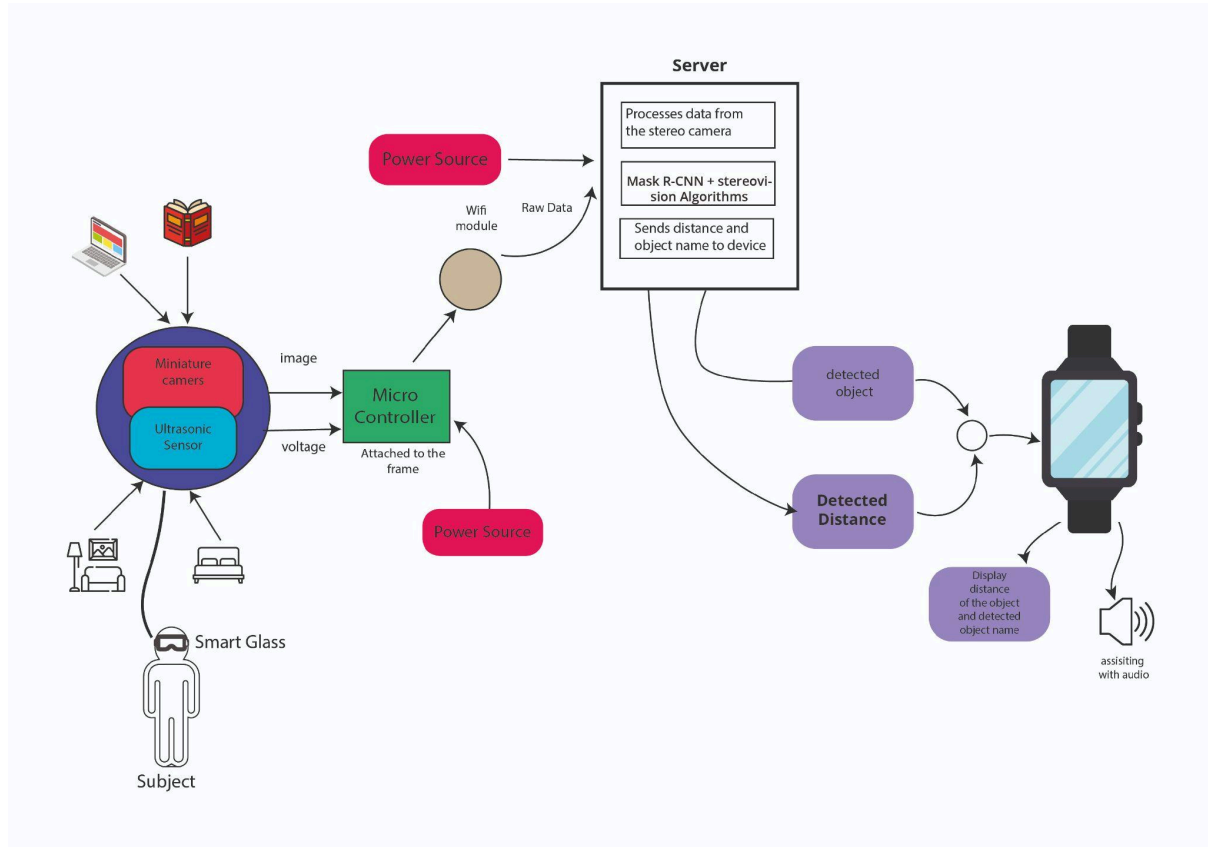 Server
Processes data from
the stereo camera
Power Source
Mask R-CNN + stereovi-
sion Algorithms
Wifi
module
Raw Data
Sends distance and
object name to device
Miniature
camers
image
Micro
Controller
detected
object
Ultrasonic
Sensor
voltage
Attached to the
frame
Detected
Distance
Power Source
Display
distance
of the object
and detected
object name
Smart Glass
assisiting
with audio
Subject